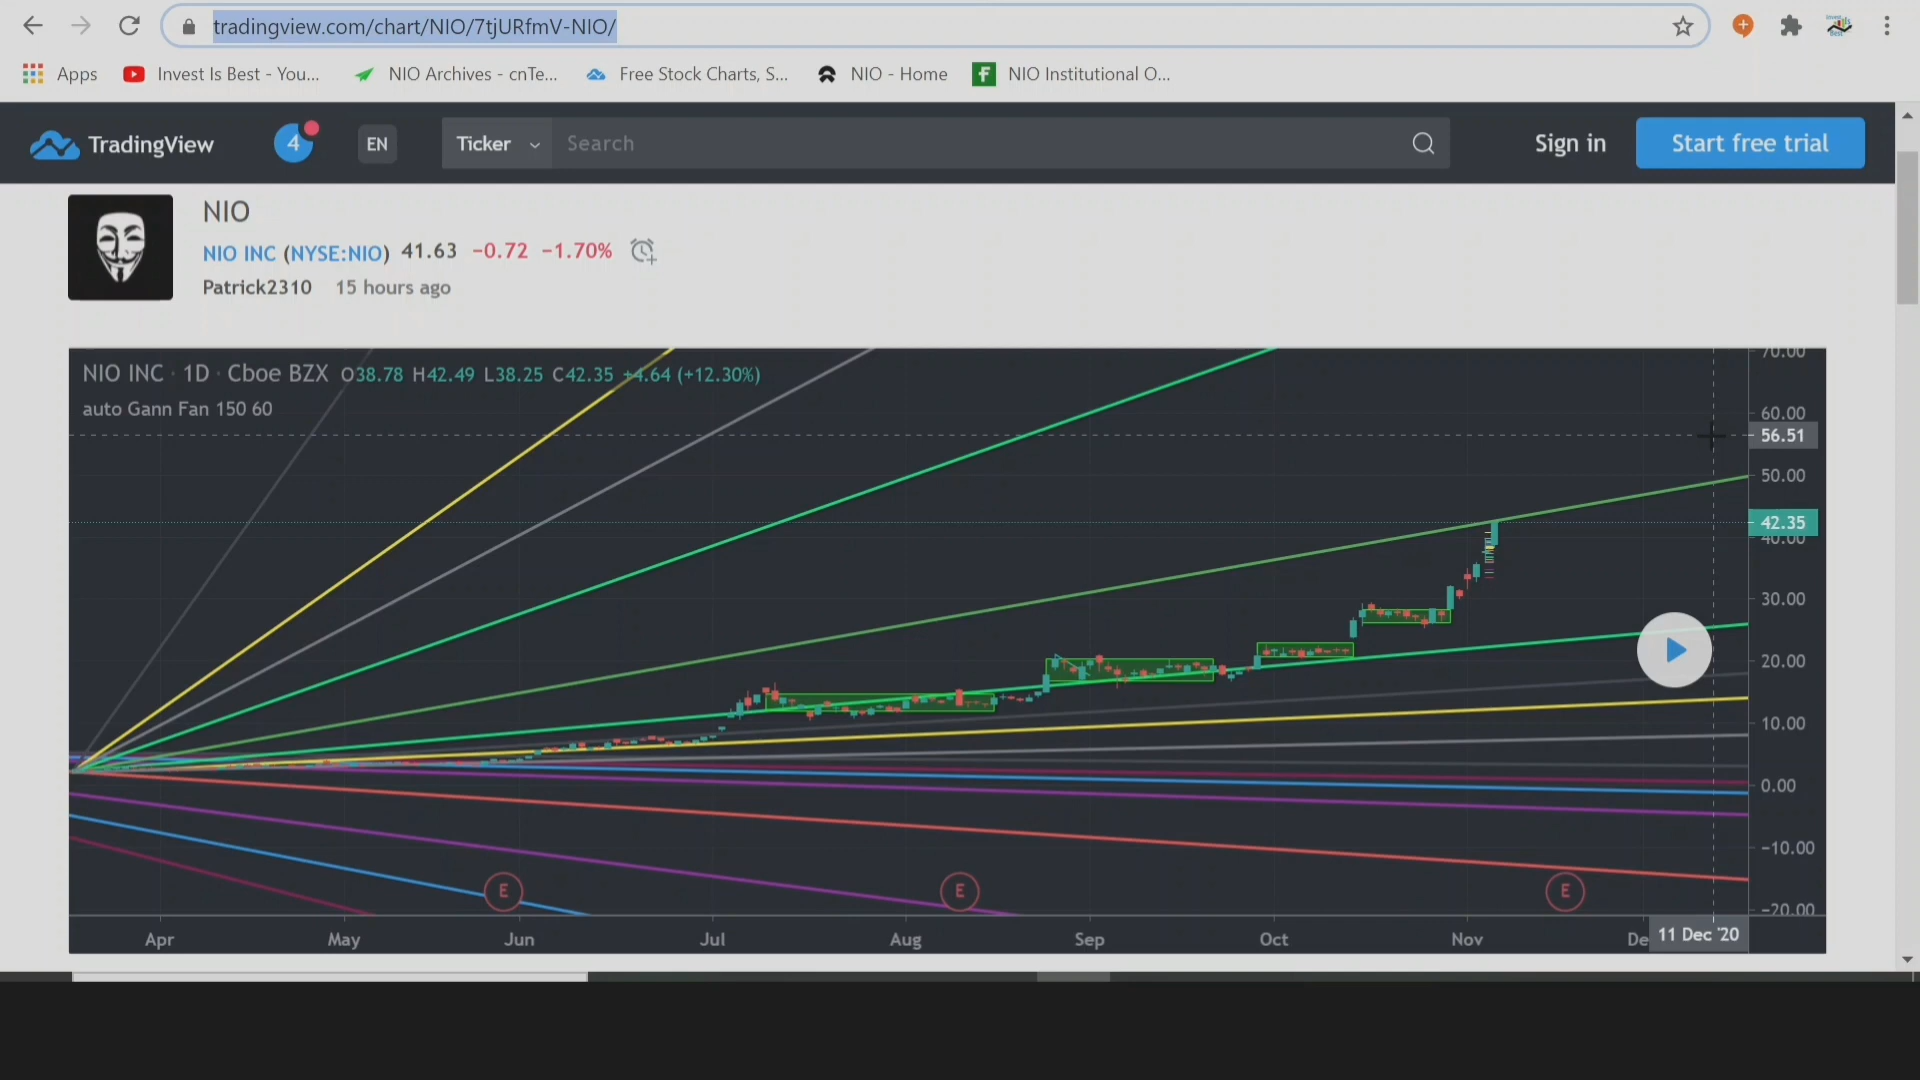 tradingview.com/chart/NIO/7tjURfmV-NIO/
Apps Invest Is Best - You... NIO Archives - cnTe... Free Stock Charts, S... NIO - Home NIO Institutional O...
TradingView 4 EN Ticker Search Sign in Start free trial
NIO
NIO INC (NYSE:NIO) 41.63 −0.72 −1.70%
Patrick2310 15 hours ago
NIO INC · 1D · Cboe BZX O38.78 H42.49 L38.25 C42.35 +4.64 (+12.30%)
auto Gann Fan 150 60
70.00
60.00
56.51
50.00
42.35
40.00
30.00
20.00
10.00
0.00
−10.00
−20.00
E E E
Apr May Jun Jul Aug Sep Oct Nov De 11 Dec '20